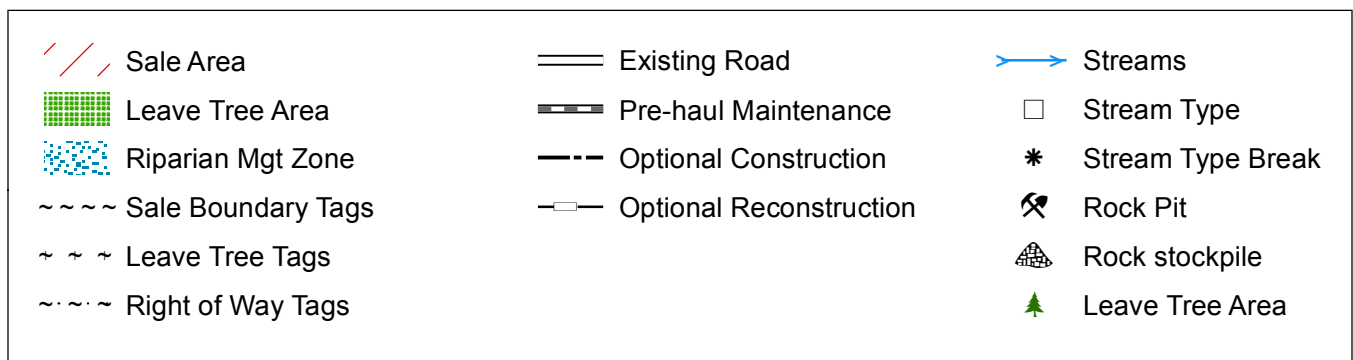 Sale Area
Leave Tree Area
Riparian Mgt Zone
Sale Boundary Tags
Leave Tree Tags
Right of Way Tags
Existing Road
Pre-haul Maintenance
Optional Construction
Optional Reconstruction
Streams
Stream Type
Stream Type Break
Rock Pit
Rock stockpile
Leave Tree Area